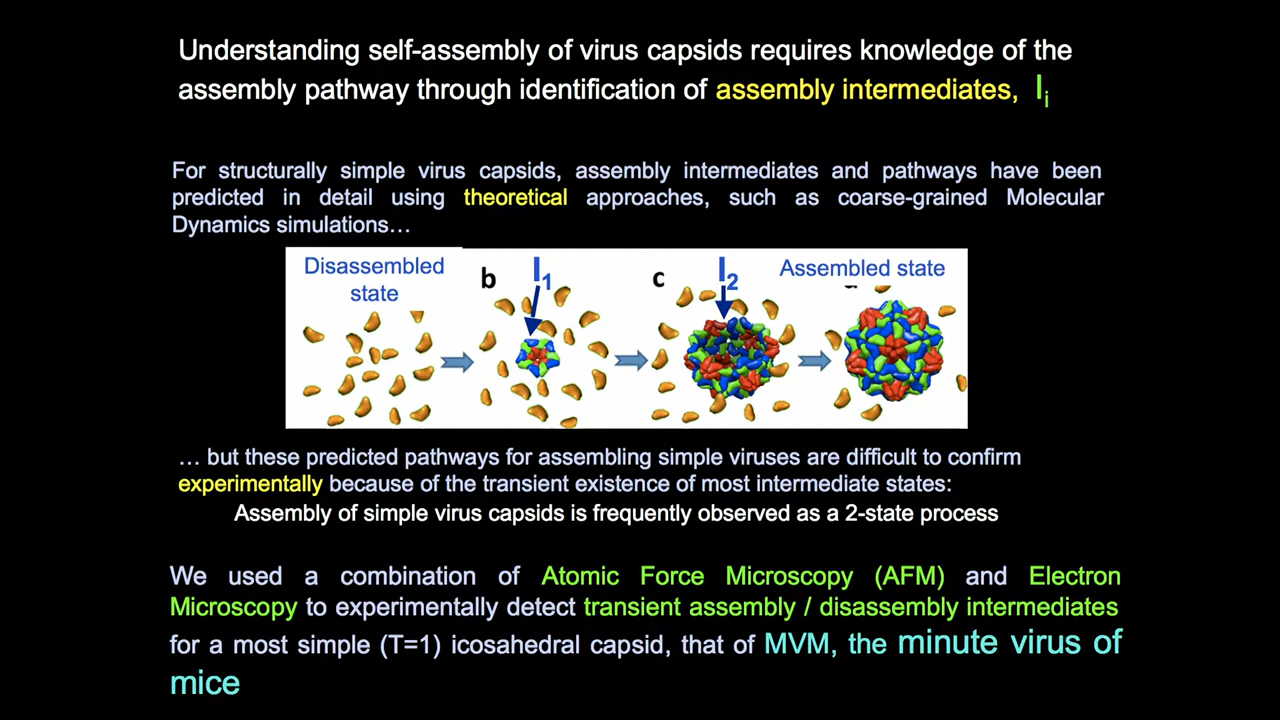 Understanding self-assembly of virus capsids requires knowledge of the
assembly pathway through identification of assembly intermediates, Ii
For structurally simple virus capsids, assembly intermediates and pathways have been
predicted in detail using theoretical approaches, such as coarse-grained Molecular
Dynamics simulations…
Disassembled
state
b
I1
c
I2
Assembled state
… but these predicted pathways for assembling simple viruses are difficult to confirm
experimentally because of the transient existence of most intermediate states:
Assembly of simple virus capsids is frequently observed as a 2-state process
We used a combination of Atomic Force Microscopy (AFM) and Electron
Microscopy to experimentally detect transient assembly / disassembly intermediates
for a most simple (T=1) icosahedral capsid, that of MVM, the minute virus of
mice